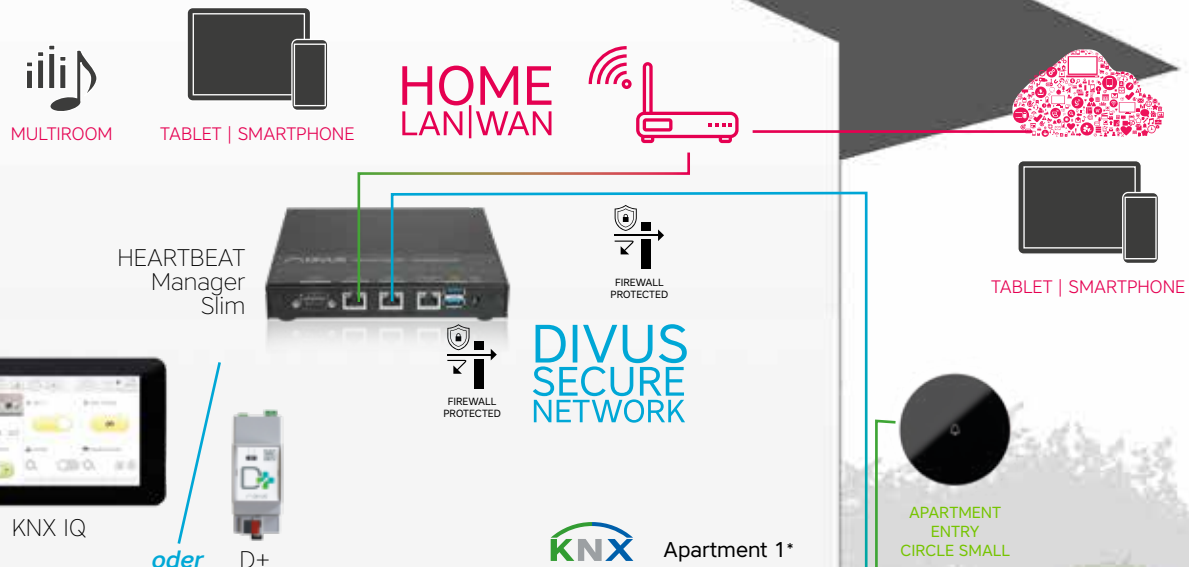 MULTIROOM
TABLET | SMARTPHONE
HOME
LAN|WAN
TABLET | SMARTPHONE
HEARTBEAT
Manager
Slim
DIVUS
FIREWALL
PROTECTED
FIREWALL
PROTECTED
DIVUS
SECURE
NETWORK
KNX IQ
oder
D+
D+
KNX
Apartment 1*
APARTMENT
ENTRY
CIRCLE SMALL